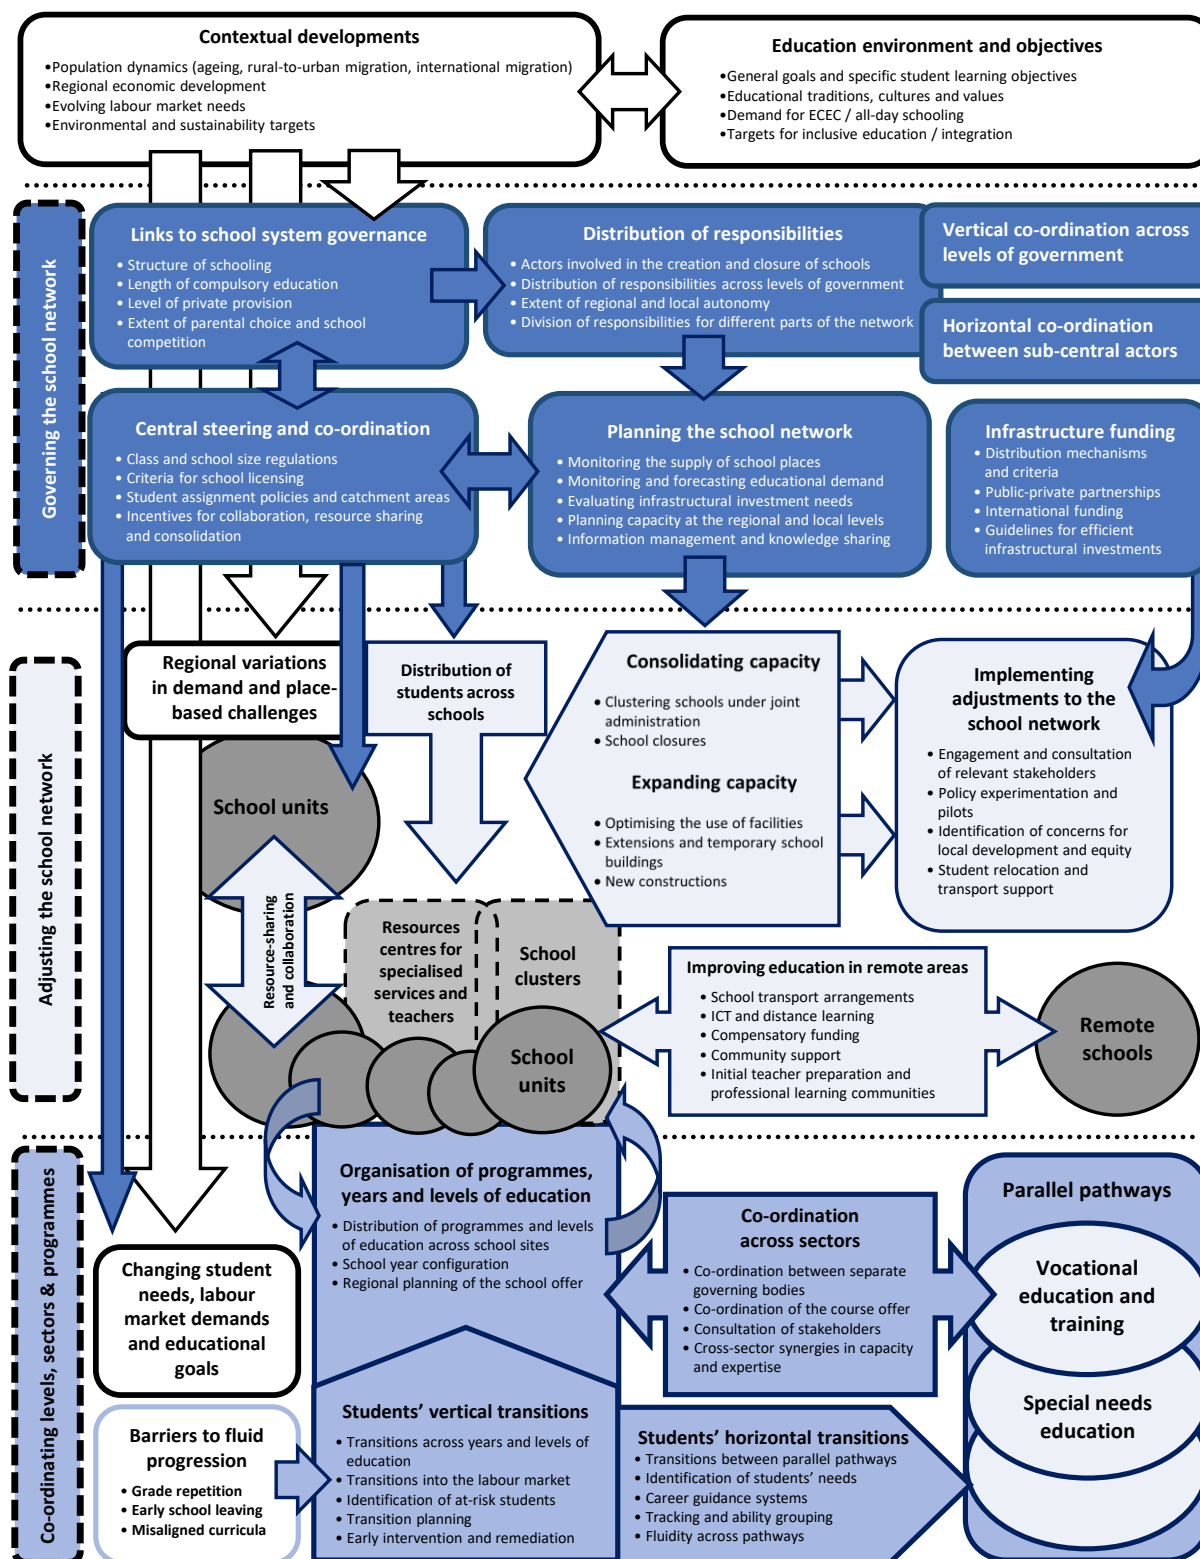 Contextual developments
•Population dynamics (ageing, rural-to-urban migration, international migration)
•Regional economic development
•Evolving labour market needs
•Environmental and sustainability targets
Education environment and objectives
•General goals and specific student learning objectives
•Educational traditions, cultures and values
•Demand for ECEC / all-day schooling
•Targets for inclusive education / integration
Governing the school network
Links to school system governance
• Structure of schooling
• Length of compulsory education
• Level of private provision
• Extent of parental choice and school
competition
Distribution of responsibilities
• Actors involved in the creation and closure of schools
• Distribution of responsibilities across levels of government
• Extent of regional and local autonomy
• Division of responsibilities for different parts of the network
Vertical co-ordination across
levels of government
Horizontal co-ordination
between sub-central actors
Central steering and co-ordination
• Class and school size regulations
• Criteria for school licensing
• Student assignment policies and catchment areas
• Incentives for collaboration, resource sharing
and consolidation
Planning the school network
• Monitoring the supply of school places
• Monitoring and forecasting educational demand
• Evaluating infrastructural investment needs
• Planning capacity at the regional and local levels
• Information management and knowledge sharing
Infrastructure funding
• Distribution mechanisms
and criteria
• Public-private partnerships
• International funding
• Guidelines for efficient
infrastructural investments
Adjusting the school network
Regional variations
in demand and place-
based challenges
Distribution of
students across
schools
Consolidating capacity
• Clustering schools under joint
administration
• School closures
Expanding capacity
• Optimising the use of facilities
• Extensions and temporary school
buildings
• New constructions
Implementing
adjustments to the
school network
• Engagement and consultation
of relevant stakeholders
• Policy experimentation and
pilots
• Identification of concerns for
local development and equity
• Student relocation and
transport support
School units
Resource-sharing
and collaboration
Resources
centres for
specialised
services and
teachers
School
clusters
School
units
Improving education in remote areas
• School transport arrangements
• ICT and distance learning
• Compensatory funding
• Community support
• Initial teacher preparation and
professional learning communities
Remote
schools
Co-ordinating levels, sectors & programmes
Organisation of programmes,
years and levels of education
• Distribution of programmes and levels
of education across school sites
• School year configuration
• Regional planning of the school offer
Co-ordination
across sectors
• Co-ordination between separate
governing bodies
• Co-ordination of the course offer
• Consultation of stakeholders
• Cross-sector synergies in capacity
and expertise
Parallel pathways
Vocational
education and
training
Special needs
education
Changing student
needs, labour
market demands
and educational
goals
Barriers to fluid
progression
• Grade repetition
• Early school leaving
• Misaligned curricula
Students’ vertical transitions
• Transitions across years and levels of
education
• Transitions into the labour market
• Identification of at-risk students
• Transition planning
• Early intervention and remediation
Students’ horizontal transitions
• Transitions between parallel pathways
• Identification of students’ needs
• Career guidance systems
• Tracking and ability grouping
• Fluidity across pathways